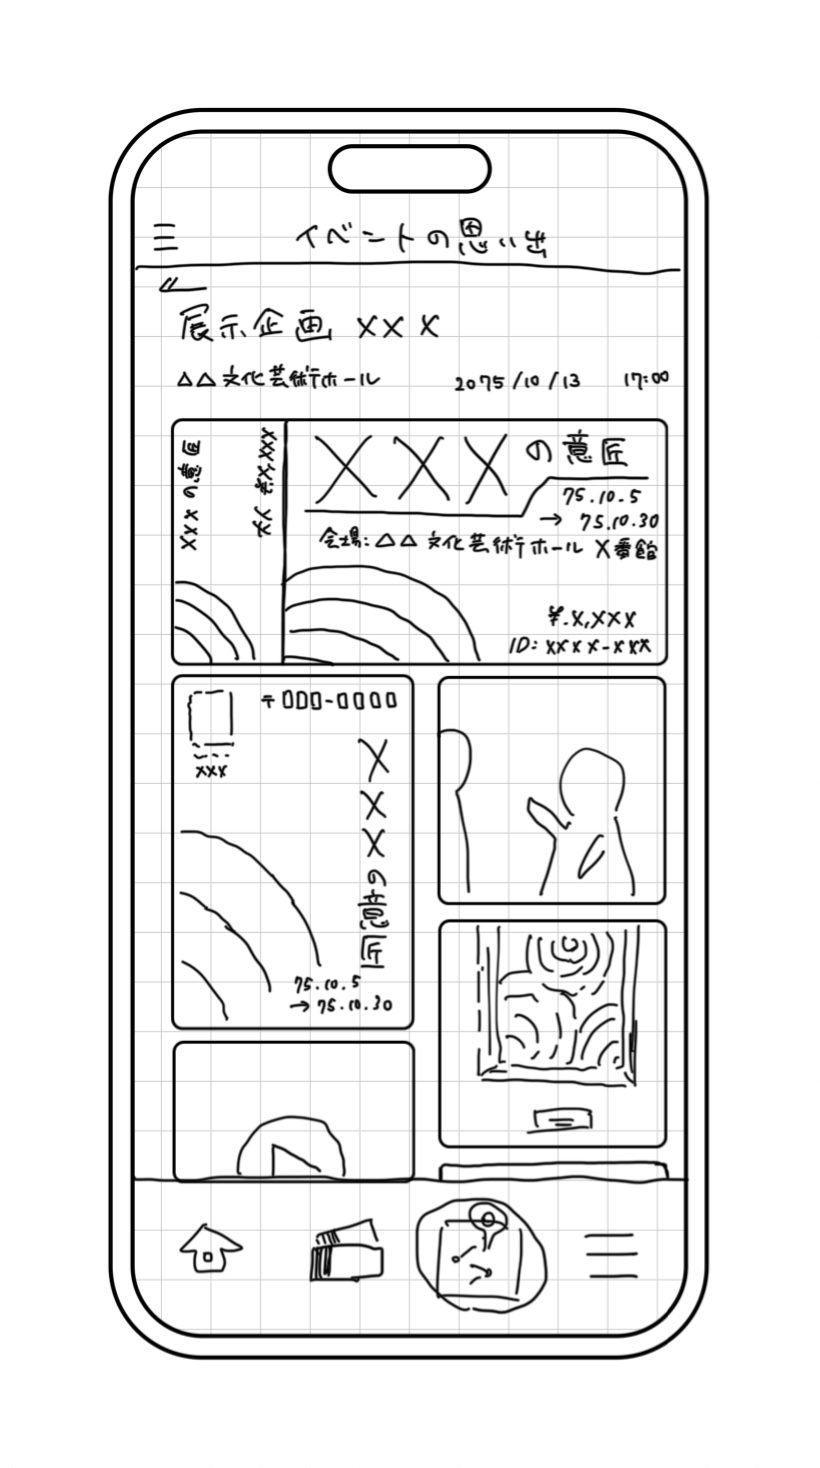 イベントの思い出
展示企画 XXX
△△文化芸術ホール 2075/10/13 17:00
XXXの意匠
XXXの意匠
75.10.5
→ 75.10.30
会場:△△文化芸術ホール X番館
¥.X,XXX
ID: XXXX-XXX
〒000-0000
XXX
XXXの意匠
75.10.5
→ 75.10.30